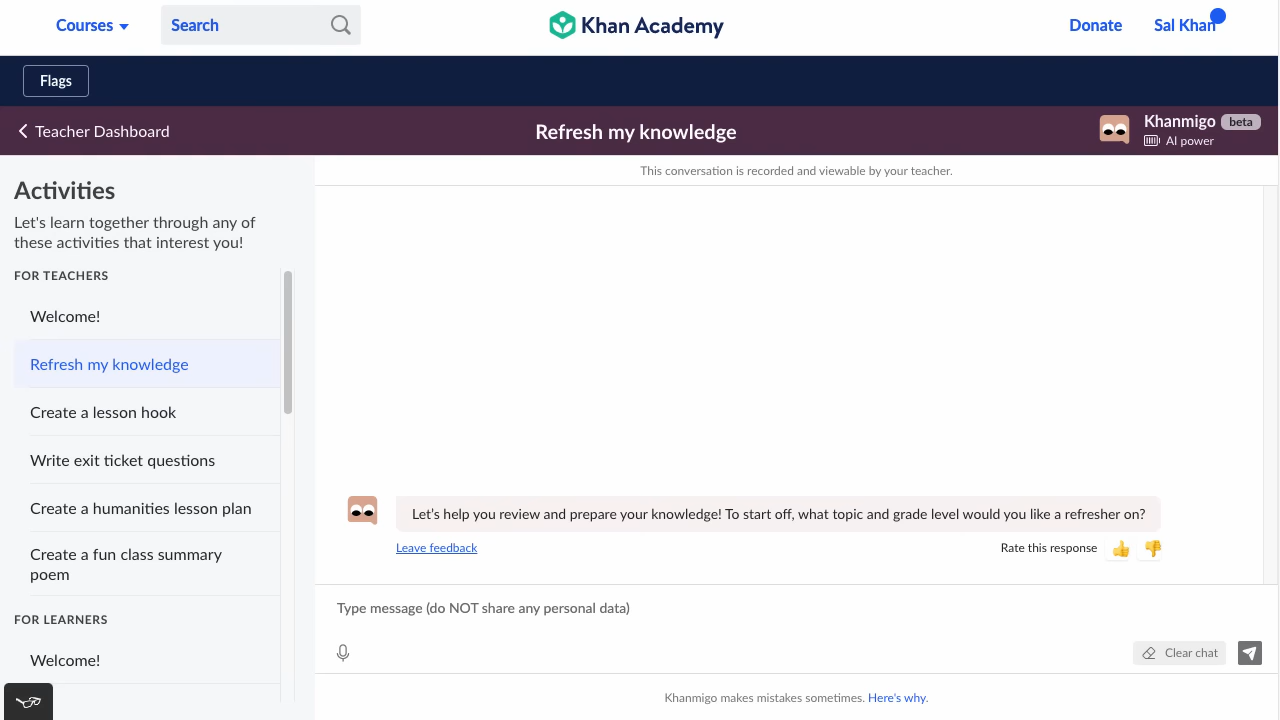 Courses
Search
Khan Academy
Donate
Sal Khan
Flags
Teacher Dashboard
Refresh my knowledge
Khanmigo beta
AI power
Activities
Let's learn together through any of
these activities that interest you!
FOR TEACHERS
Welcome!
Refresh my knowledge
Create a lesson hook
Write exit ticket questions
Create a humanities lesson plan
Create a fun class summary
poem
FOR LEARNERS
Welcome!
This conversation is recorded and viewable by your teacher.
Let's help you review and prepare your knowledge! To start off, what topic and grade level would you like a refresher on?
Leave feedback
Rate this response
Type message (do NOT share any personal data)
Clear chat
Khanmigo makes mistakes sometimes. Here's why.